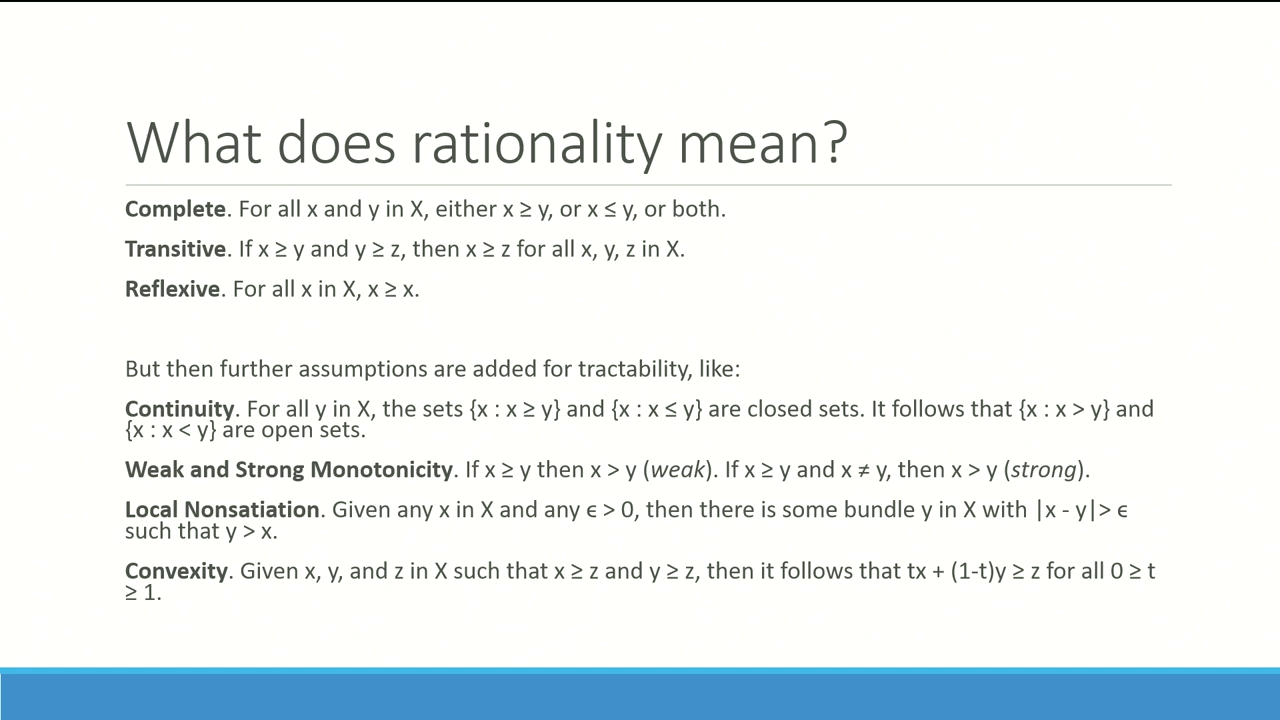 What does rationality mean?
Complete. For all x and y in X, either x ≥ y, or x ≤ y, or both.
Transitive. If x ≥ y and y ≥ z, then x ≥ z for all x, y, z in X.
Reflexive. For all x in X, x ≥ x.
But then further assumptions are added for tractability, like:
Continuity. For all y in X, the sets {x : x ≥ y} and {x : x ≤ y} are closed sets. It follows that {x : x > y} and
{x : x < y} are open sets.
Weak and Strong Monotonicity. If x ≥ y then x > y (weak). If x ≥ y and x ≠ y, then x > y (strong).
Local Nonsatiation. Given any x in X and any ϵ > 0, then there is some bundle y in X with |x - y|> ϵ
such that y > x.
Convexity. Given x, y, and z in X such that x ≥ z and y ≥ z, then it follows that tx + (1-t)y ≥ z for all 0 ≥ t
≥ 1.